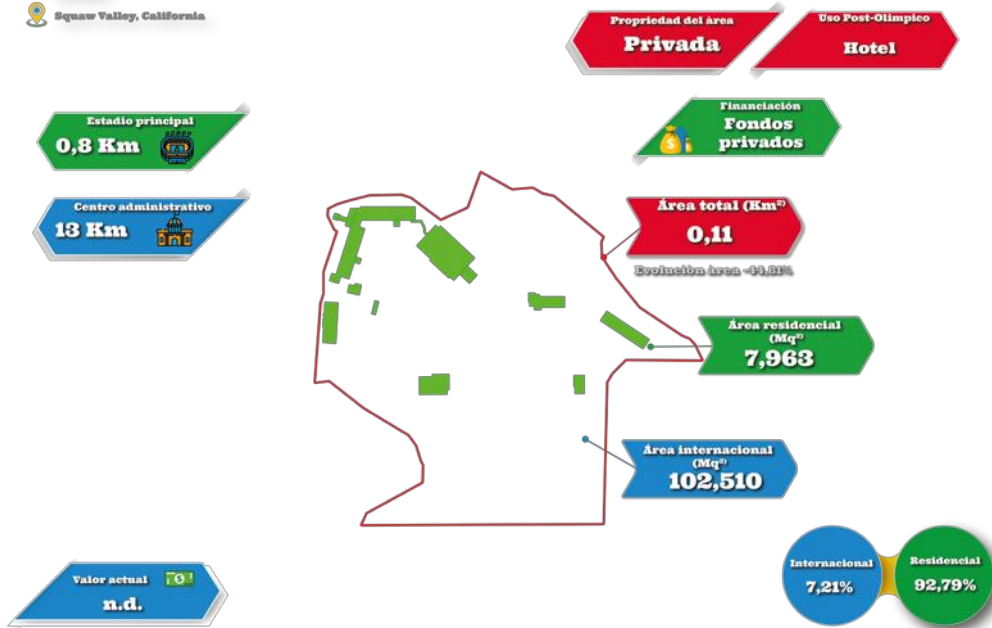 Squaw Valley, California
Propriedad del área
Privada
Uso Post-Olimpico
Hotel
Estadio principal
0,8 Km
Financiación
Fondos
privados
Centro administrativo
13 Km
Área total (Km²)
0,11
Evolución área -44,81%
Área residencial
(Mq²)
7,963
Área internacional
(Mq²)
102,510
Valor actual
n.d.
Internacional
7,21%
Residencial
92,79%